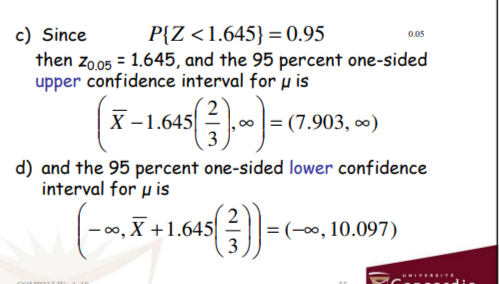 c) Since P{Z < 1.645} = 0.95 0.05
then z₀.₀₅ = 1.645, and the 95 percent one-sided
upper confidence interval for μ is
(X̅ − 1.645(2/3), ∞) = (7.903, ∞)
d) and the 95 percent one-sided lower confidence
interval for μ is
(−∞, X̅ + 1.645(2/3)) = (−∞, 10.097)
UNIVERSITÉ